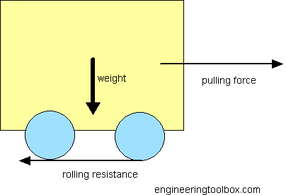 weight
pulling force
rolling resistance
engineeringtoolbox.com